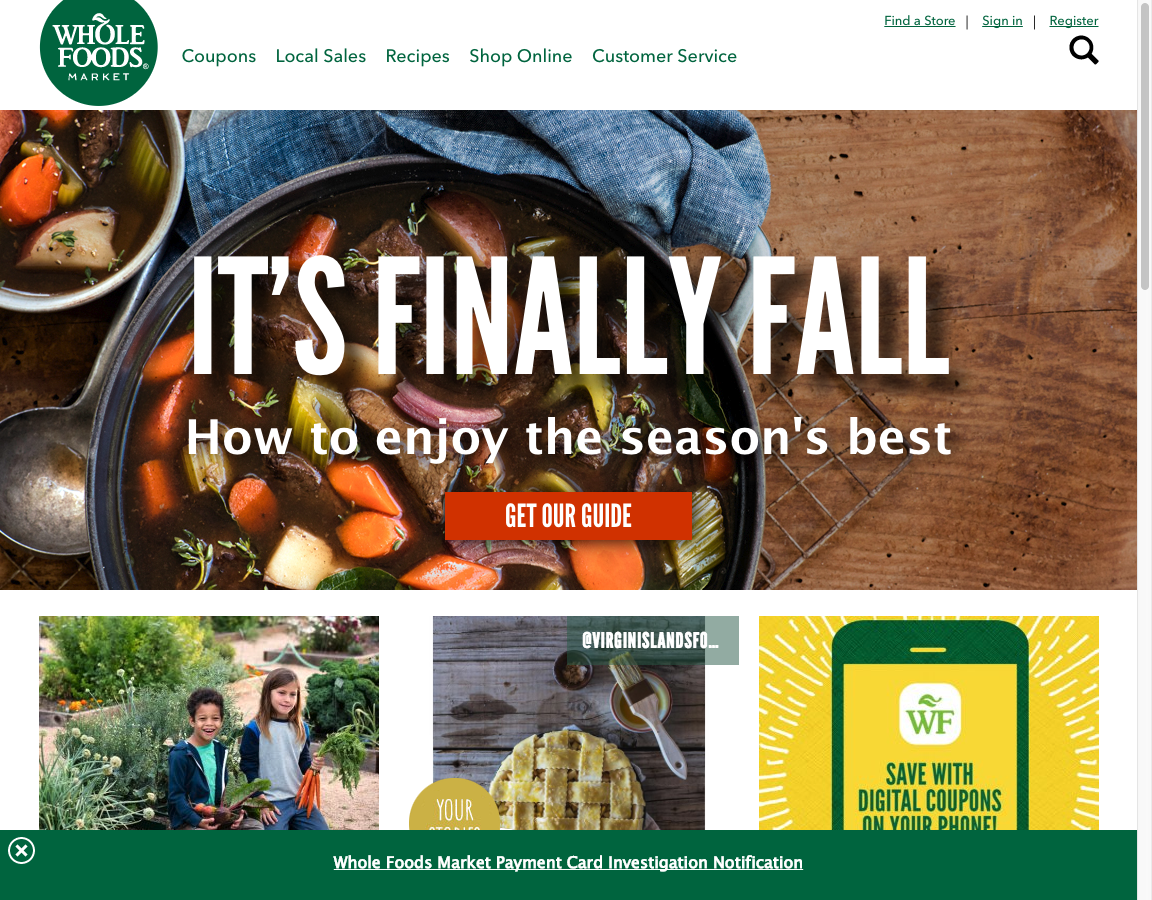 WHOLE
FOODS
MARKET
Find a Store | Sign in | Register
Coupons Local Sales Recipes Shop Online Customer Service
IT'S FINALLY FALL
How to enjoy the season's best
GET OUR GUIDE
@VIRGINISLANDSFO...
YOUR
WF
SAVE WITH
DIGITAL COUPONS
ON YOUR PHONE!
Whole Foods Market Payment Card Investigation Notification